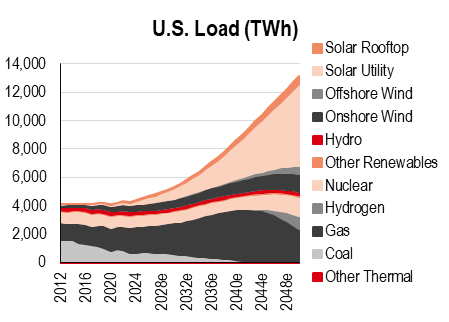 U.S. Load (TWh)
14,000
12,000
10,000
8,000
6,000
4,000
2,000
0
2012
2016
2020
2024
2028e
2032e
2036e
2040e
2044e
2048e
Solar Rooftop
Solar Utility
Offshore Wind
Onshore Wind
Hydro
Other Renewables
Nuclear
Hydrogen
Gas
Coal
Other Thermal